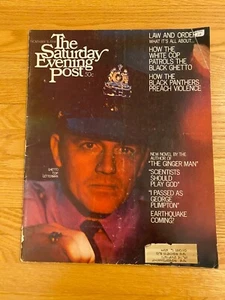 The
Saturday
Evening
Post
50c
LAW AND ORDER
WHAT IT'S ALL ABOUT...
HOW THE
WHITE COP
PATROLS THE
BLACK GHETTO
HOW THE
BLACK PANTHERS
PREACH VIOLENCE
NEW NOVEL BY THE
AUTHOR OF
"THE GINGER MAN"
"SCIENTISTS
SHOULD
PLAY GOD"
"I PASSED AS
GEORGE
PLIMPTON"
EARTHQUAKE
COMING?